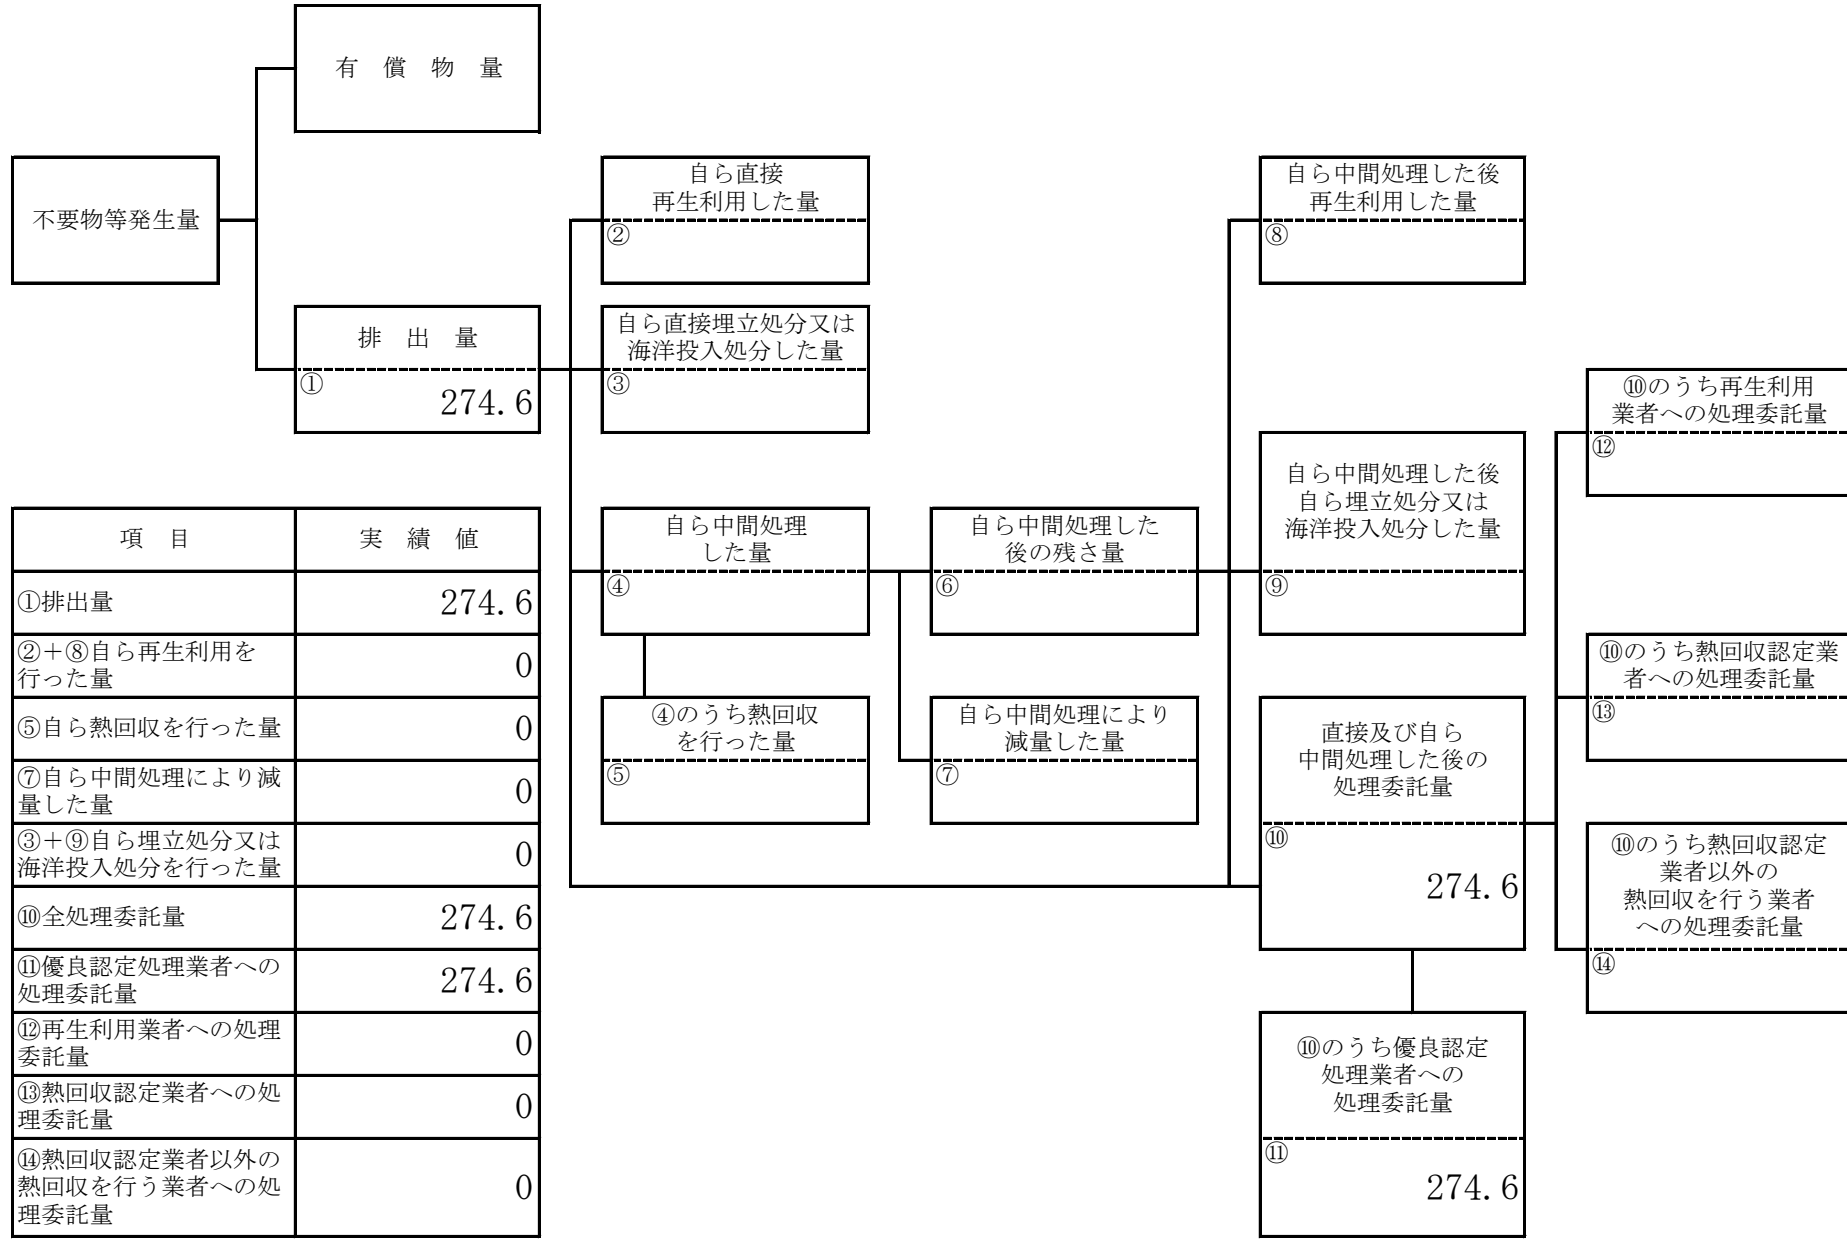 有 償 物 量
不要物等発生量
排 出 量
①
274.6
自ら直接
再生利用した量
②
自ら直接埋立処分又は
海洋投入処分した量
③
自ら中間処理
した量
④
④のうち熱回収
を行った量
⑤
自ら中間処理した
後の残さ量
⑥
自ら中間処理により
減量した量
⑦
自ら中間処理した後
再生利用した量
⑧
自ら中間処理した後
自ら埋立処分又は
海洋投入処分した量
⑨
直接及び自ら
中間処理した後の
処理委託量
⑩
274.6
⑩のうち優良認定
処理業者への
処理委託量
⑪
274.6
⑩のうち再生利用
業者への処理委託量
⑫
⑩のうち熱回収認定業
者への処理委託量
⑬
⑩のうち熱回収認定
業者以外の
熱回収を行う業者
への処理委託量
⑭
項 目 実 績 値
①排出量 274.6
②+⑧自ら再生利用を
行った量 0
⑤自ら熱回収を行った量 0
⑦自ら中間処理により減
量した量 0
③+⑨自ら埋立処分又は
海洋投入処分を行った量 0
⑩全処理委託量 274.6
⑪優良認定処理業者への
処理委託量 274.6
⑫再生利用業者への処理
委託量 0
⑬熱回収認定業者への処
理委託量 0
⑭熱回収認定業者以外の
熱回収を行う業者への処
理委託量 0